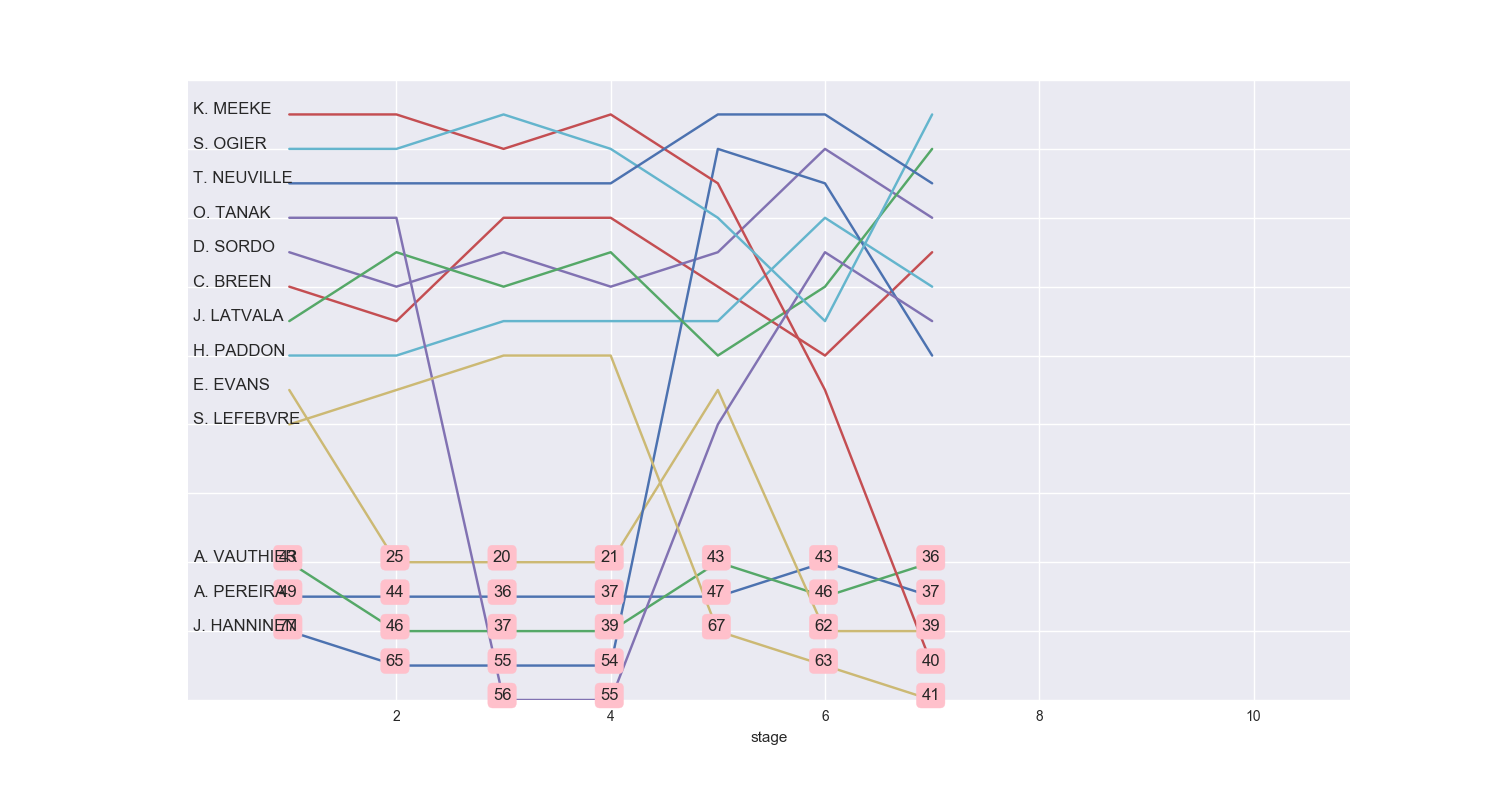 K. MEEKE
S. OGIER
T. NEUVILLE
O. TANAK
D. SORDO
C. BREEN
J. LATVALA
H. PADDON
E. EVANS
S. LEFEBVRE
A. VAUTHIER 43 25 20 21 43 43 36
A. PEREIRA 49 44 36 37 47 46 37
J. HANNINEN 46 37 39 67 62 39
65 55 54 63 40
56 55 41
2 4 6 8 10
stage